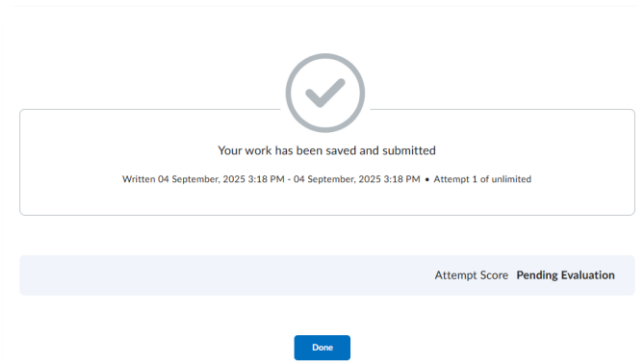 Your work has been saved and submitted
Written 04 September, 2025 3:18 PM - 04 September, 2025 3:18 PM • Attempt 1 of unlimited
Attempt Score Pending Evaluation
Done